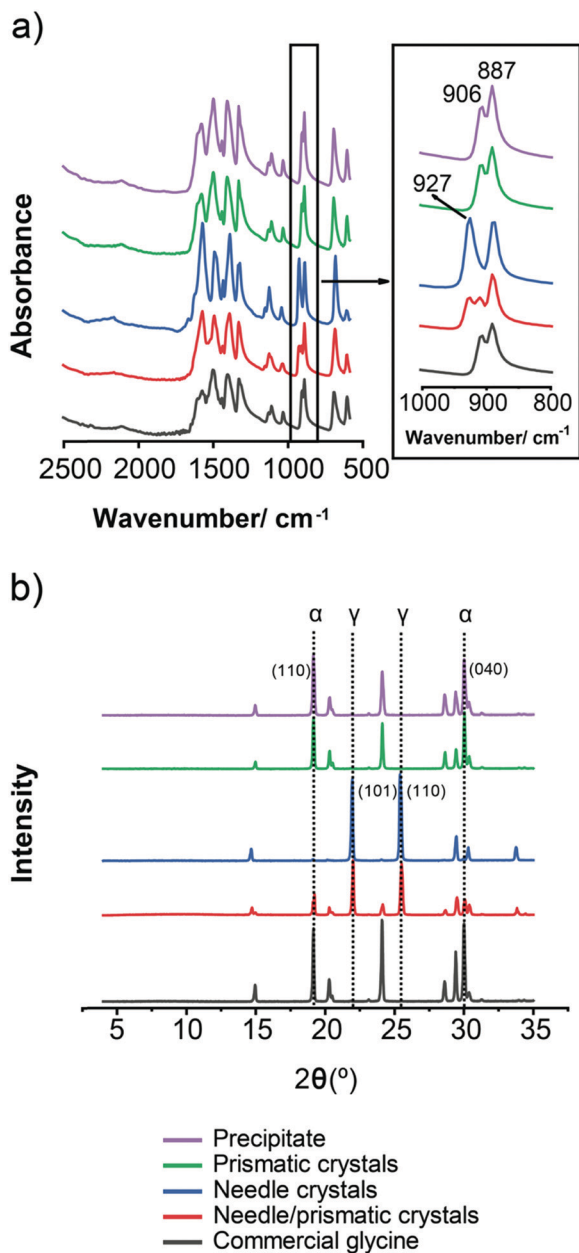 a)
887
906
927
Absorbance
1000 900 800
Wavenumber/ cm-1
2500 2000 1500 1000 500
Wavenumber/ cm-1
b)
α γ γ α
(110) (040)
(101) (110)
Intensity
5 10 15 20 25 30 35
2θ(º)
Precipitate
Prismatic crystals
Needle crystals
Needle/prismatic crystals
Commercial glycine